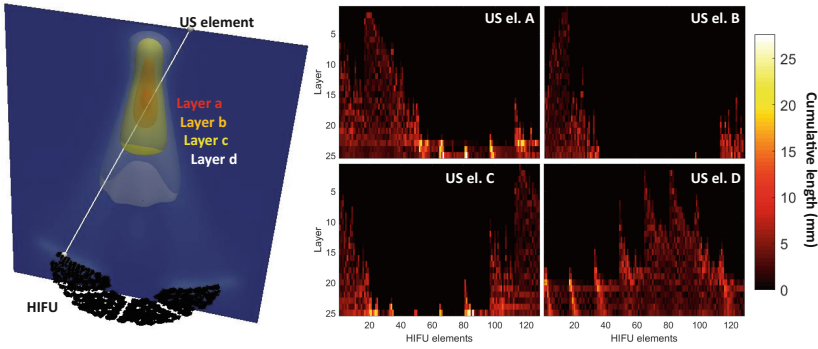 US element
Layer a
Layer b
Layer c
Layer d
HIFU
US el. A
US el. B
5
10
15
20
25
Layer
US el. C
US el. D
5
10
15
20
25
Layer
20 40 60 80 100 120
20 40 60 80 100 120
HIFU elements
HIFU elements
25
20
15
10
5
0
Cumulative length (mm)